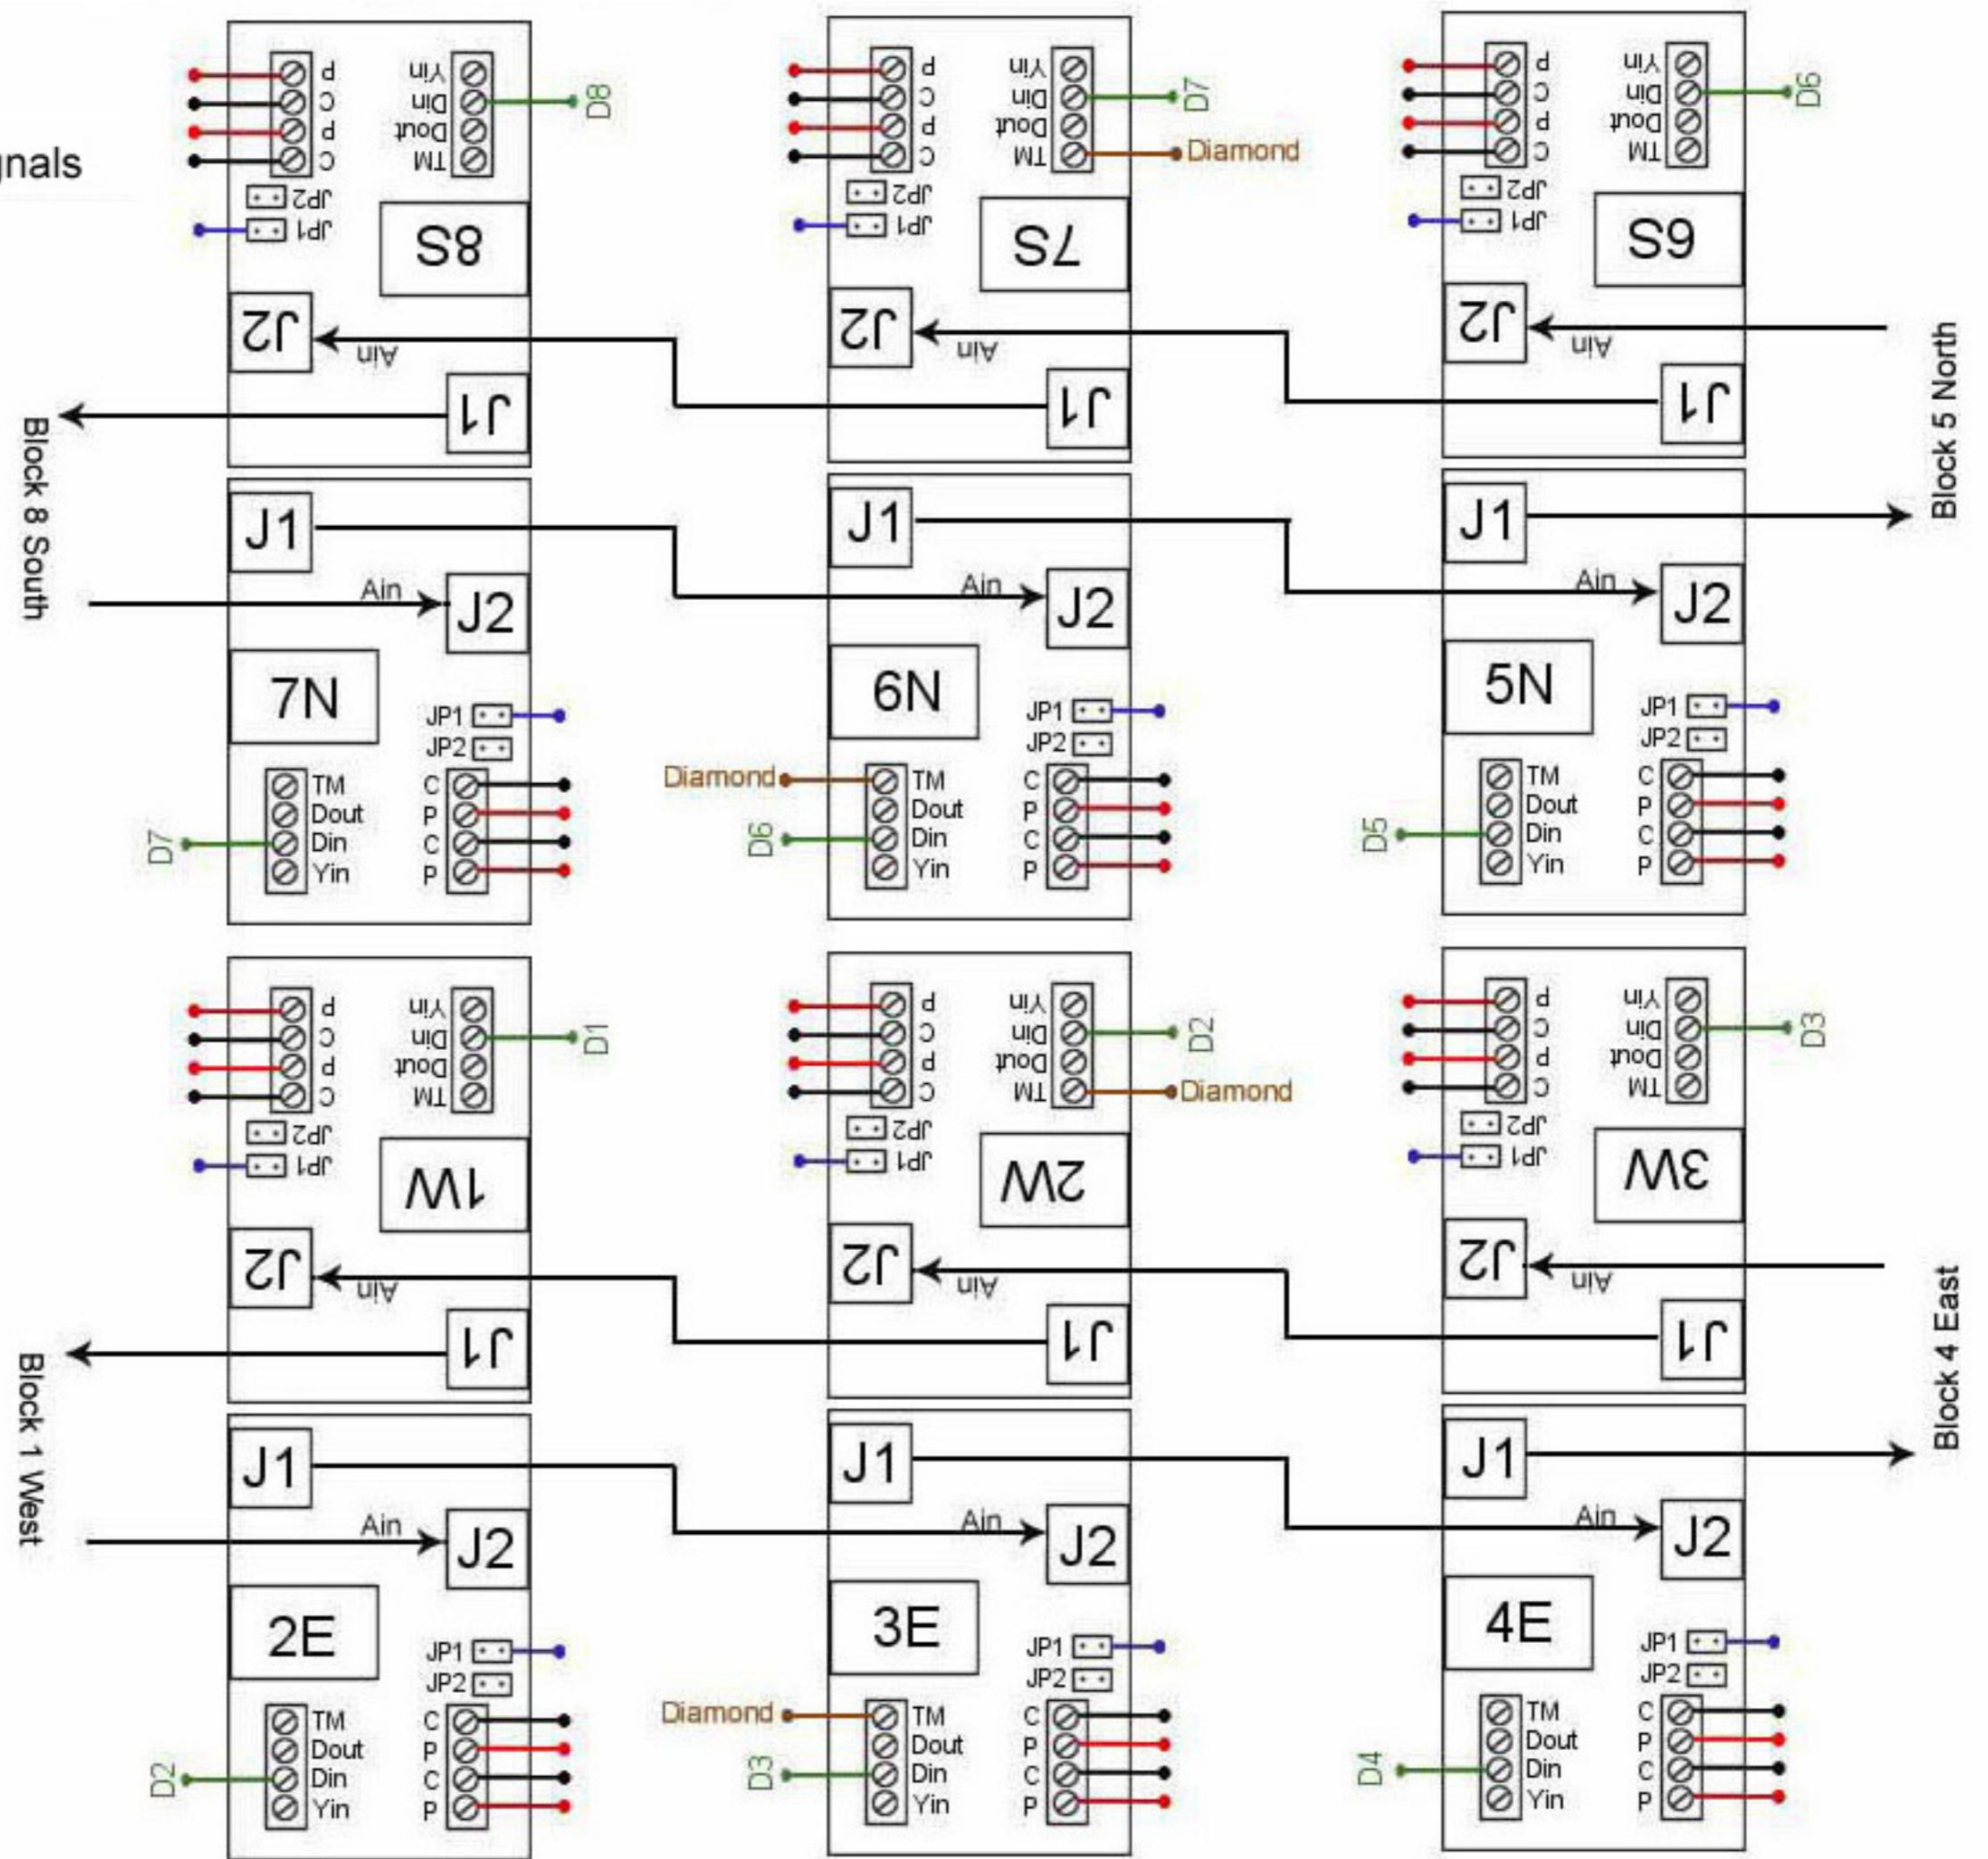 gnals
P
C
P
C
JP2
JP1
Yin
Din
Dout
TM
D8
8S
J2
Ain
J1
P
C
P
C
JP2
JP1
Yin
Din
Dout
TM
D7
Diamond
7S
J2
Ain
J1
P
C
P
C
JP2
JP1
Yin
Din
Dout
TM
D6
6S
J2
Ain
J1
Block 8 South
Block 5 North
J1
Ain
J2
7N
JP1
JP2
TM
Dout
Din
Yin
C
P
C
P
D7
J1
Ain
J2
6N
JP1
JP2
Diamond
D6
TM
Dout
Din
Yin
C
P
C
P
J1
Ain
J2
5N
JP1
JP2
D5
TM
Dout
Din
Yin
C
P
C
P
P
C
P
C
JP2
JP1
Yin
Din
Dout
TM
D1
1W
J2
Ain
J1
P
C
P
C
JP2
JP1
Yin
Din
Dout
TM
D2
Diamond
2W
J2
Ain
J1
P
C
P
C
JP2
JP1
Yin
Din
Dout
TM
D3
3W
J2
Ain
J1
Block 1 West
Block 4 East
J1
Ain
J2
2E
JP1
JP2
D2
TM
Dout
Din
Yin
C
P
C
P
J1
Ain
J2
3E
JP1
JP2
Diamond
D3
TM
Dout
Din
Yin
C
P
C
P
J1
Ain
J2
4E
JP1
JP2
D4
TM
Dout
Din
Yin
C
P
C
P